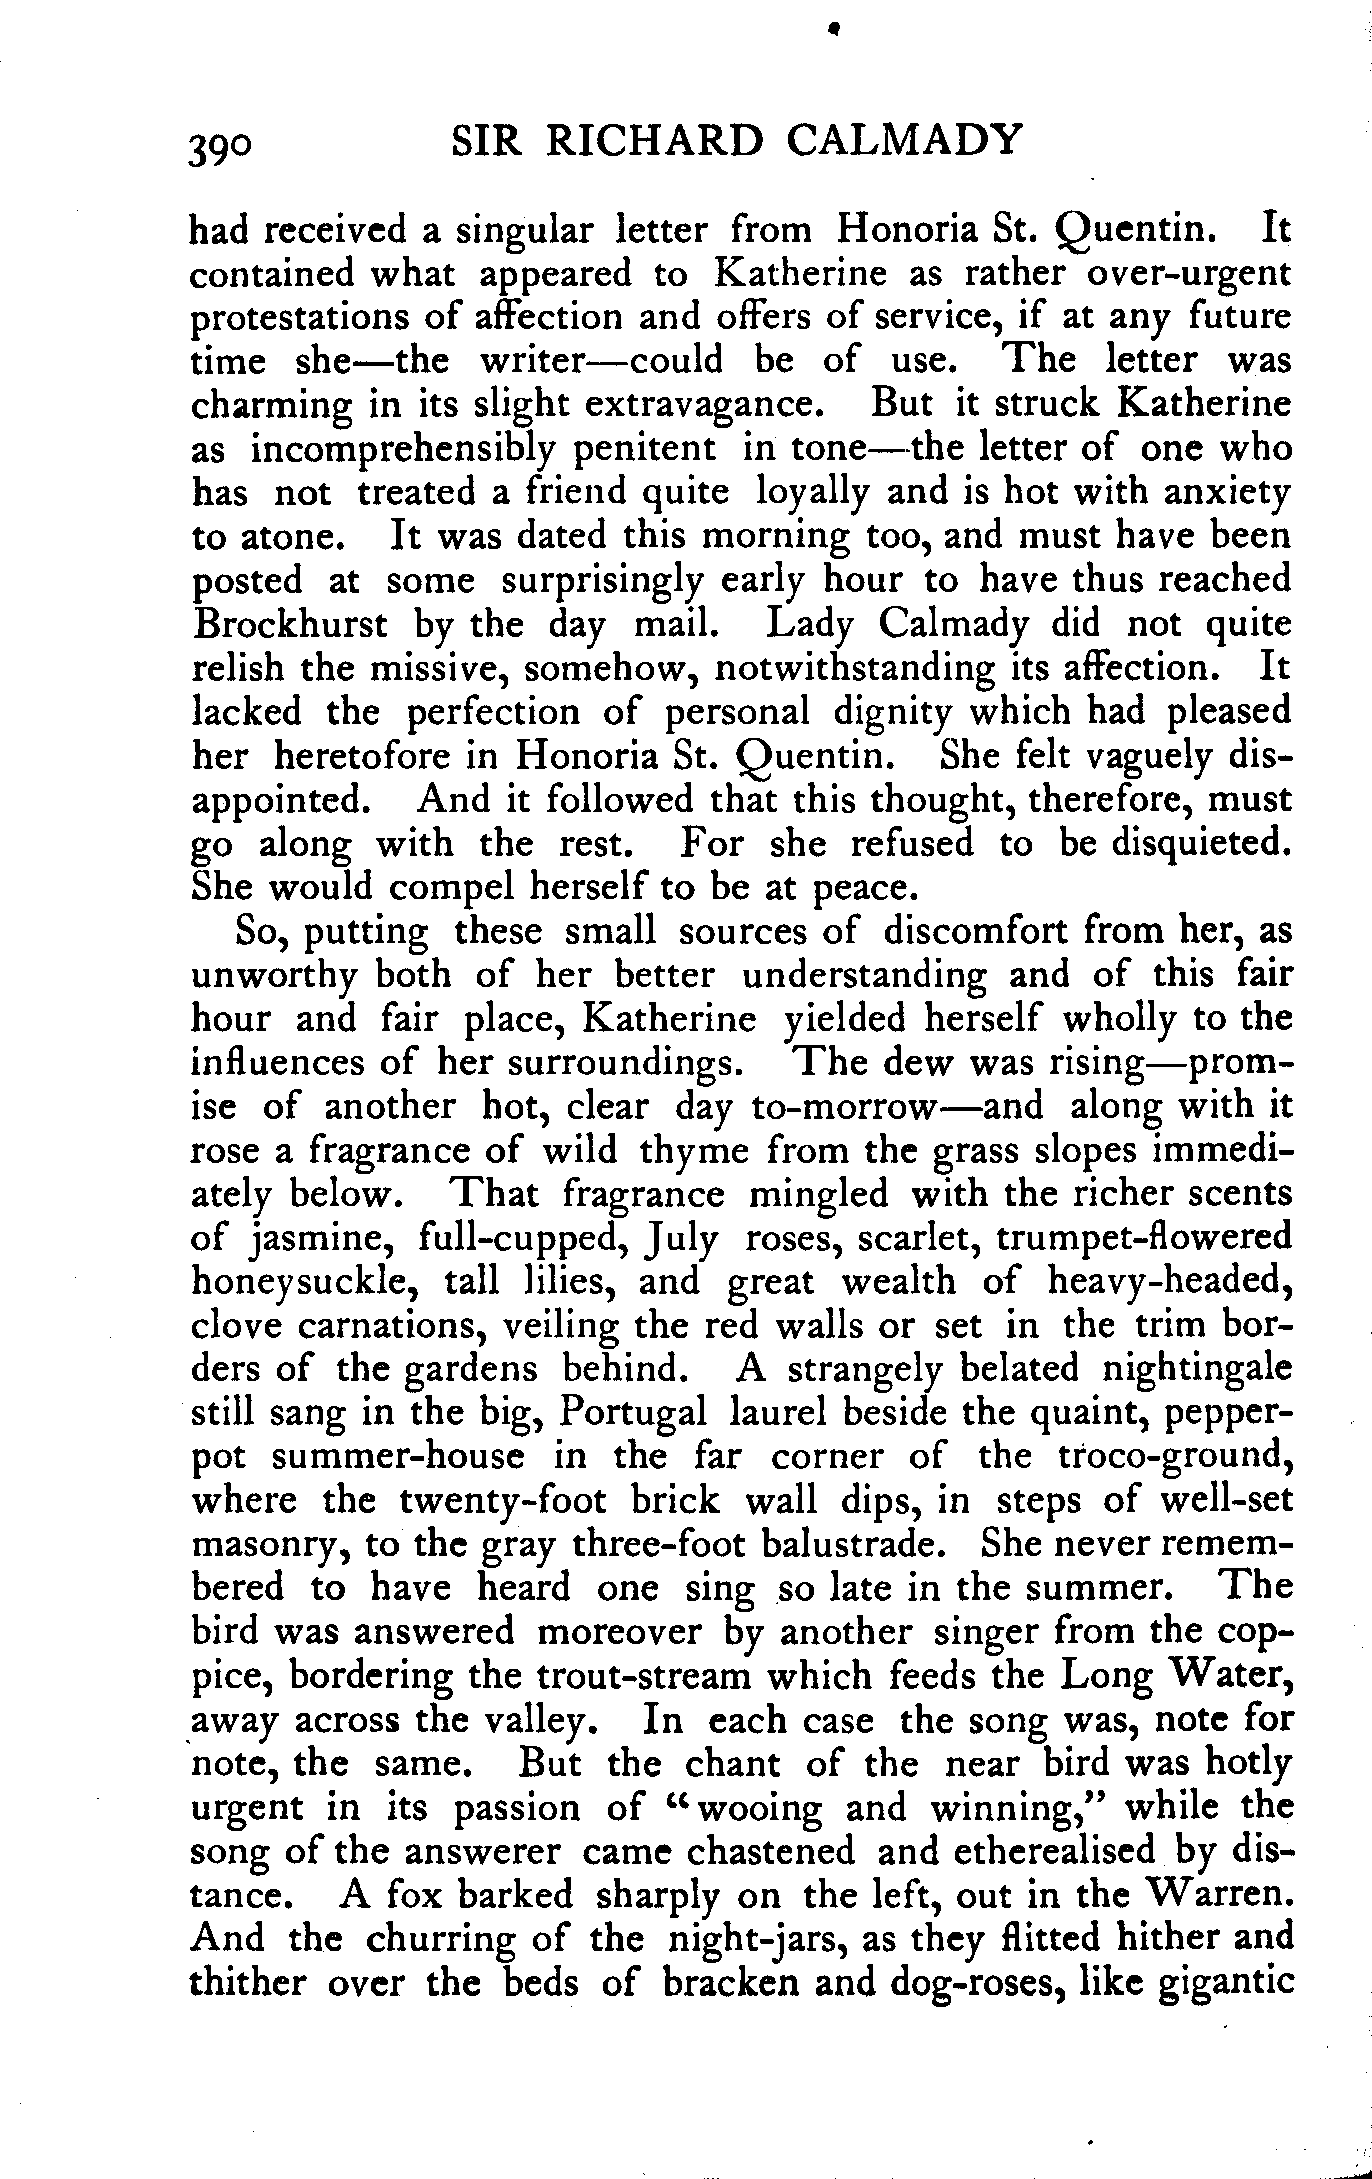 390 SIR RICHARD CALMADY
had received a singular letter from Honoria St. Quentin. It
contained what appeared to Katherine as rather over-urgent
protestations of affection and offers of service, if at any future
time she—the writer—could be of use. The letter was
charming in its slight extravagance. But it struck Katherine
as incomprehensibly penitent in tone—the letter of one who
has not treated a friend quite loyally and is hot with anxiety
to atone. It was dated this morning too, and must have been
posted at some surprisingly early hour to have thus reached
Brockhurst by the day mail. Lady Calmady did not quite
relish the missive, somehow, notwithstanding its affection. It
lacked the perfection of personal dignity which had pleased
her heretofore in Honoria St. Quentin. She felt vaguely dis-
appointed. And it followed that this thought, therefore, must
go along with the rest. For she refused to be disquieted.
She would compel herself to be at peace.
So, putting these small sources of discomfort from her, as
unworthy both of her better understanding and of this fair
hour and fair place, Katherine yielded herself wholly to the
influences of her surroundings. The dew was rising—prom-
ise of another hot, clear day to-morrow—and along with it
rose a fragrance of wild thyme from the grass slopes immedi-
ately below. That fragrance mingled with the richer scents
of jasmine, full-cupped, July roses, scarlet, trumpet-flowered
honeysuckle, tall lilies, and great wealth of heavy-headed,
clove carnations, veiling the red walls or set in the trim bor-
ders of the gardens behind. A strangely belated nightingale
still sang in the big, Portugal laurel beside the quaint, pepper-
pot summer-house in the far corner of the troco-ground,
where the twenty-foot brick wall dips, in steps of well-set
masonry, to the gray three-foot balustrade. She never remem-
bered to have heard one sing so late in the summer. The
bird was answered moreover by another singer from the cop-
pice, bordering the trout-stream which feeds the Long Water,
away across the valley. In each case the song was, note for
note, the same. But the chant of the near bird was hotly
urgent in its passion of "wooing and winning," while the
song of the answerer came chastened and etherealised by dis-
tance. A fox barked sharply on the left, out in the Warren.
And the churring of the night-jars, as they flitted hither and
thither over the beds of bracken and dog-roses, like gigantic